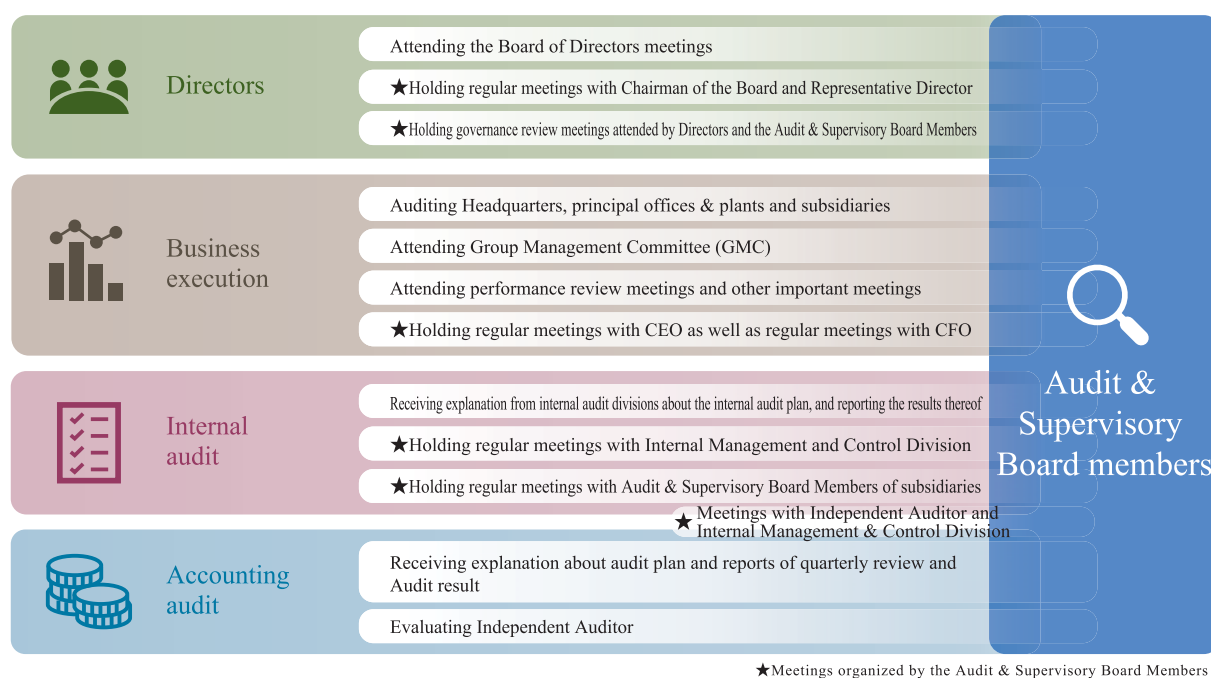 Directors
Attending the Board of Directors meetings
★Holding regular meetings with Chairman of the Board and Representative Director
★Holding governance review meetings attended by Directors and the Audit & Supervisory Board Members
Business
execution
Auditing Headquarters, principal offices & plants and subsidiaries
Attending Group Management Committee (GMC)
Attending performance review meetings and other important meetings
★Holding regular meetings with CEO as well as regular meetings with CFO
Internal
audit
Receiving explanation from internal audit divisions about the internal audit plan, and reporting the results thereof
★Holding regular meetings with Internal Management and Control Division
★Holding regular meetings with Audit & Supervisory Board Members of subsidiaries
★ Meetings with Independent Auditor and
Internal Management & Control Division
Accounting
audit
Receiving explanation about audit plan and reports of quarterly review and
Audit result
Evaluating Independent Auditor
Audit &
Supervisory
Board members
★Meetings organized by the Audit & Supervisory Board Members